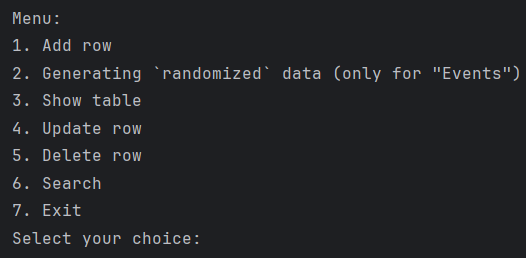 Menu:
1. Add row
2. Generating `randomized` data (only for "Events")
3. Show table
4. Update row
5. Delete row
6. Search
7. Exit
Select your choice: